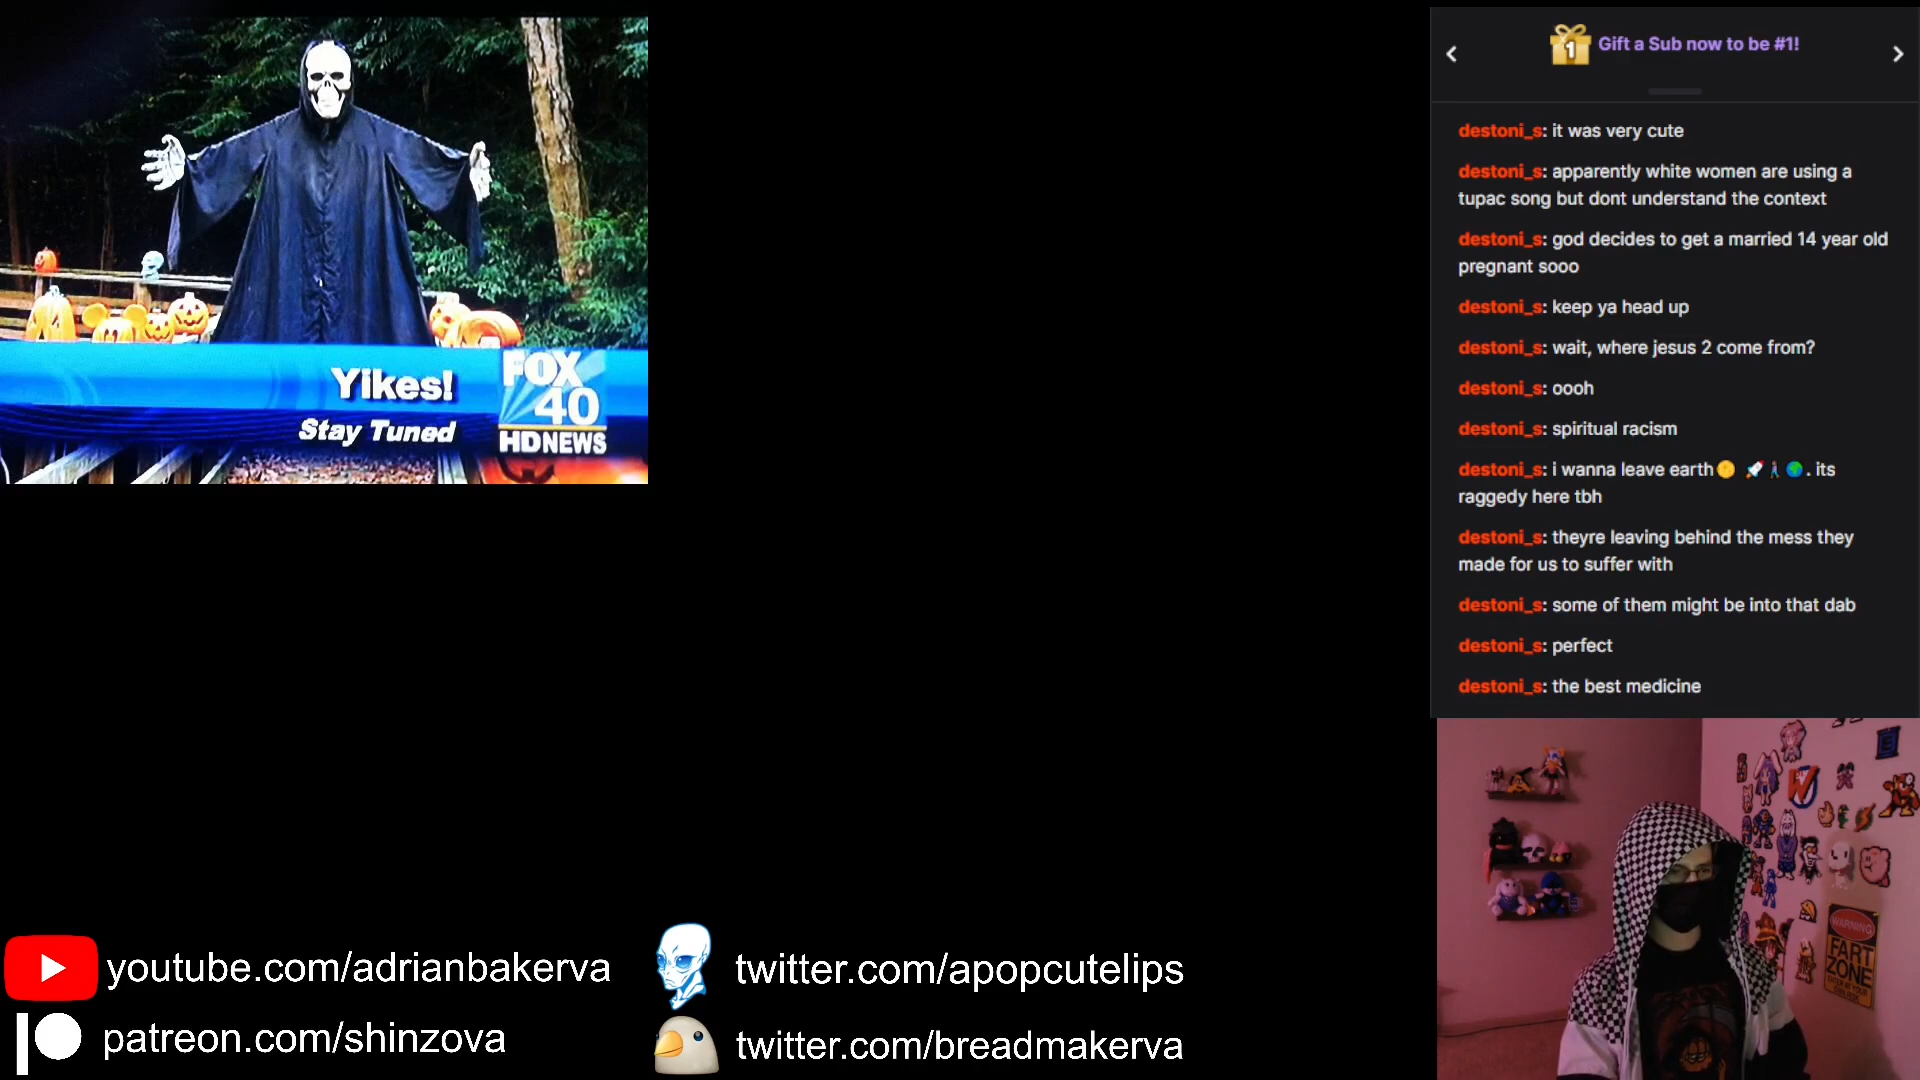 Yikes!
Stay Tuned
FOX
40
HDNEWS
1
Gift a Sub now to be #1!
destoni_s: it was very cute
destoni_s: apparently white women are using a
tupac song but dont understand the context
destoni_s: god decides to get a married 14 year old
pregnant sooo
destoni_s: keep ya head up
destoni_s: wait, where jesus 2 come from?
destoni_s: oooh
destoni_s: spiritual racism
destoni_s: i wanna leave earth🌕 🚀🚶🏿🌍. its
raggedy here tbh
destoni_s: theyre leaving behind the mess they
made for us to suffer with
destoni_s: some of them might be into that dab
destoni_s: perfect
destoni_s: the best medicine
WARNING
FART
ZONE
youtube.com/adrianbakerva
twitter.com/apopcutelips
patreon.com/shinzova
twitter.com/breadmakerva